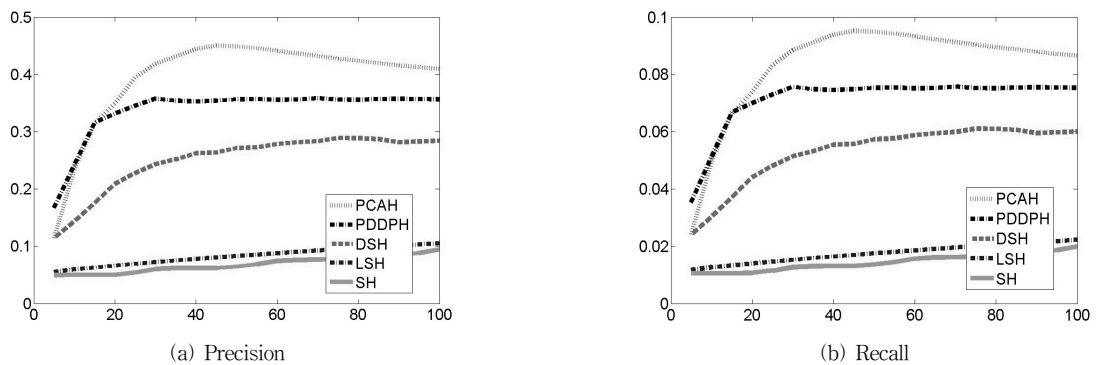 0.5
0.4
0.3
0.2
0.1
0
0 20 40 60 80 100
PCAH
PDDPH
DSH
LSH
SH
(a) Precision
0.1
0.08
0.06
0.04
0.02
0
0 20 40 60 80 100
PCAH
PDDPH
DSH
LSH
SH
(b) Recall